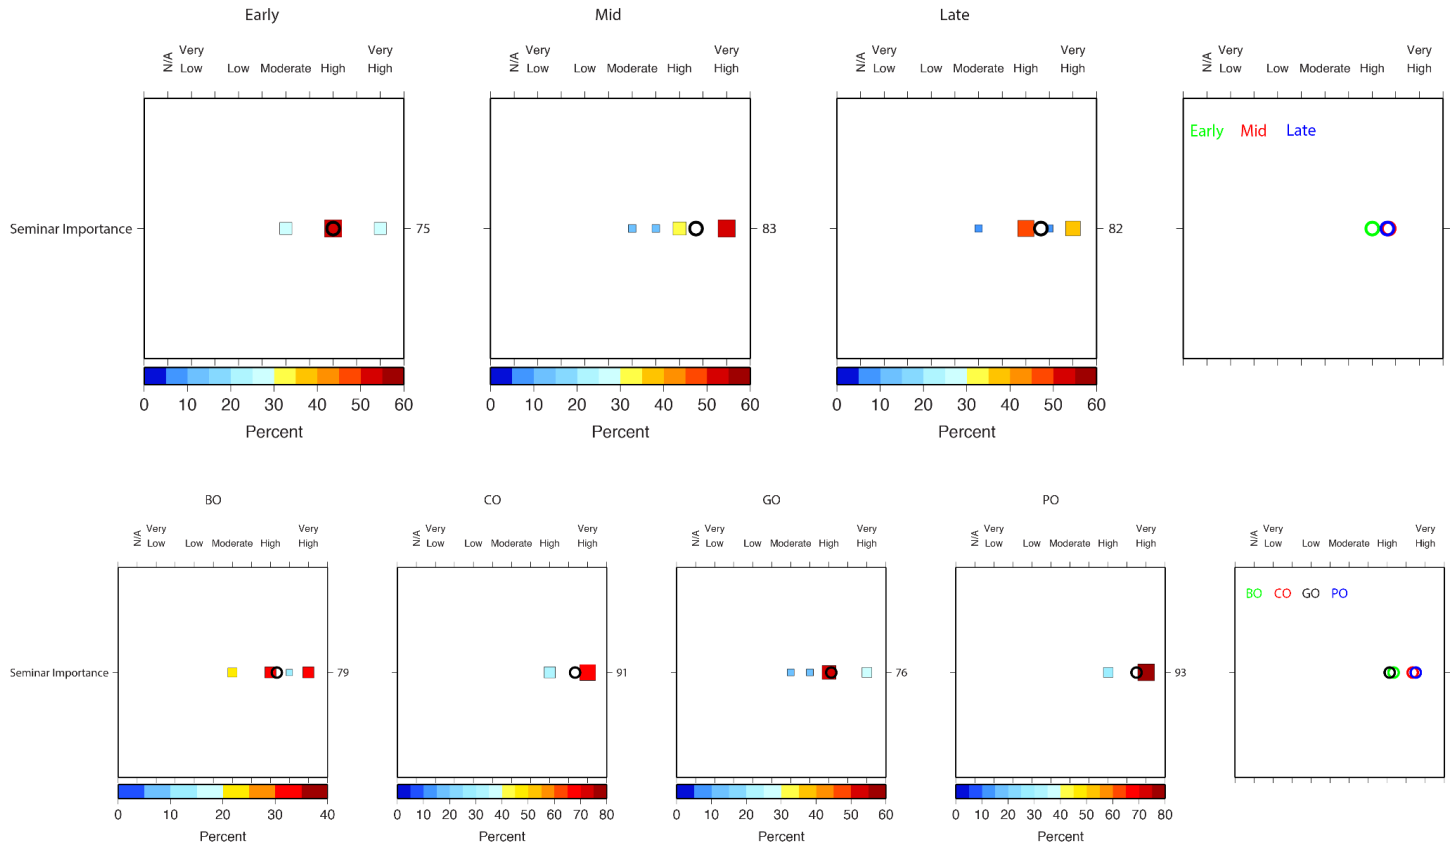 Early Mid Late
N/A Very Low Low Moderate High Very High N/A Very Low Low Moderate High Very High N/A Very Low Low Moderate High Very High N/A Very Low Low Moderate High Very High
Early Mid Late
Seminar Importance 75 83 82
0 10 20 30 40 50 60 0 10 20 30 40 50 60 0 10 20 30 40 50 60
Percent Percent Percent
BO CO GO PO
N/A Very Low Low Moderate High Very High N/A Very Low Low Moderate High Very High N/A Very Low Low Moderate High Very High N/A Very Low Low Moderate High Very High N/A Very Low Low Moderate High Very High
BO CO GO PO
Seminar Importance 79 91 76 93
0 10 20 30 40 0 10 20 30 40 50 60 70 80 0 10 20 30 40 50 60 0 10 20 30 40 50 60 70 80
Percent Percent Percent Percent